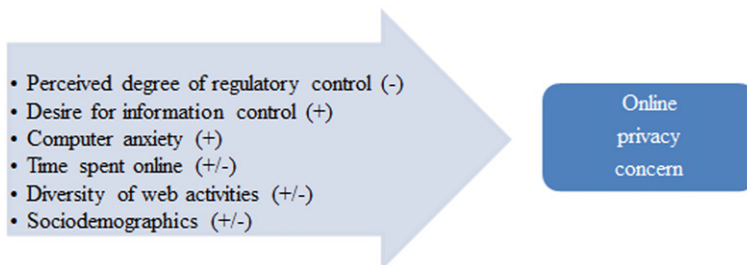 • Perceived degree of regulatory control (-)
• Desire for information control (+)
• Computer anxiety (+)
• Time spent online (+/-)
• Diversity of web activities (+/-)
• Sociodemographics (+/-)
Online
privacy
concern